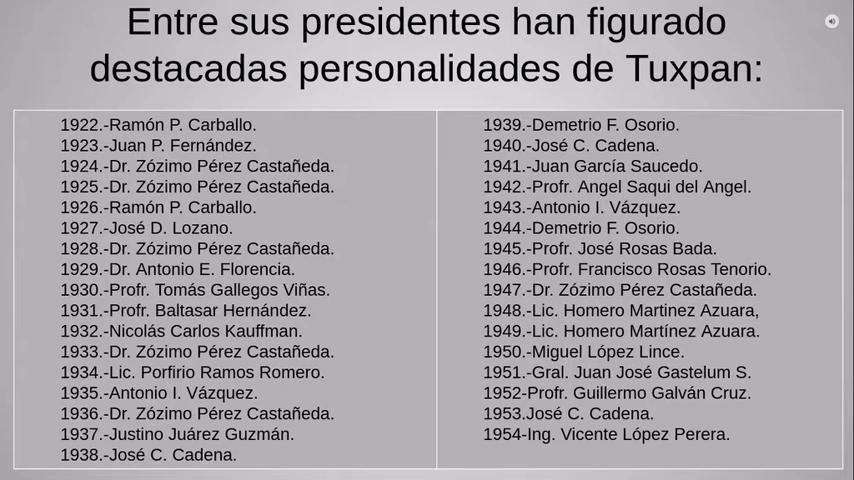 Entre sus presidentes han figurado
destacadas personalidades de Tuxpan:
1922.-Ramón P. Carballo.
1923.-Juan P. Fernández.
1924.-Dr. Zózimo Pérez Castañeda.
1925.-Dr. Zózimo Pérez Castañeda.
1926.-Ramón P. Carballo.
1927.-José D. Lozano.
1928.-Dr. Zózimo Pérez Castañeda.
1929.-Dr. Antonio E. Florencia.
1930.-Profr. Tomás Gallegos Viñas.
1931.-Profr. Baltasar Hernández.
1932.-Nicolás Carlos Kauffman.
1933.-Dr. Zózimo Pérez Castañeda.
1934.-Lic. Porfirio Ramos Romero.
1935.-Antonio I. Vázquez.
1936.-Dr. Zózimo Pérez Castañeda.
1937.-Justino Juárez Guzmán.
1938.-José C. Cadena.
1939.-Demetrio F. Osorio.
1940.-José C. Cadena.
1941.-Juan García Saucedo.
1942.-Profr. Angel Saqui del Angel.
1943.-Antonio I. Vázquez.
1944.-Demetrio F. Osorio.
1945.-Profr. José Rosas Bada.
1946.-Profr. Francisco Rosas Tenorio.
1947.-Dr. Zózimo Pérez Castañeda.
1948.-Lic. Homero Martinez Azuara,
1949.-Lic. Homero Martínez Azuara.
1950.-Miguel López Lince.
1951.-Gral. Juan José Gastelum S.
1952-Profr. Guillermo Galván Cruz.
1953.José C. Cadena.
1954-Ing. Vicente López Perera.